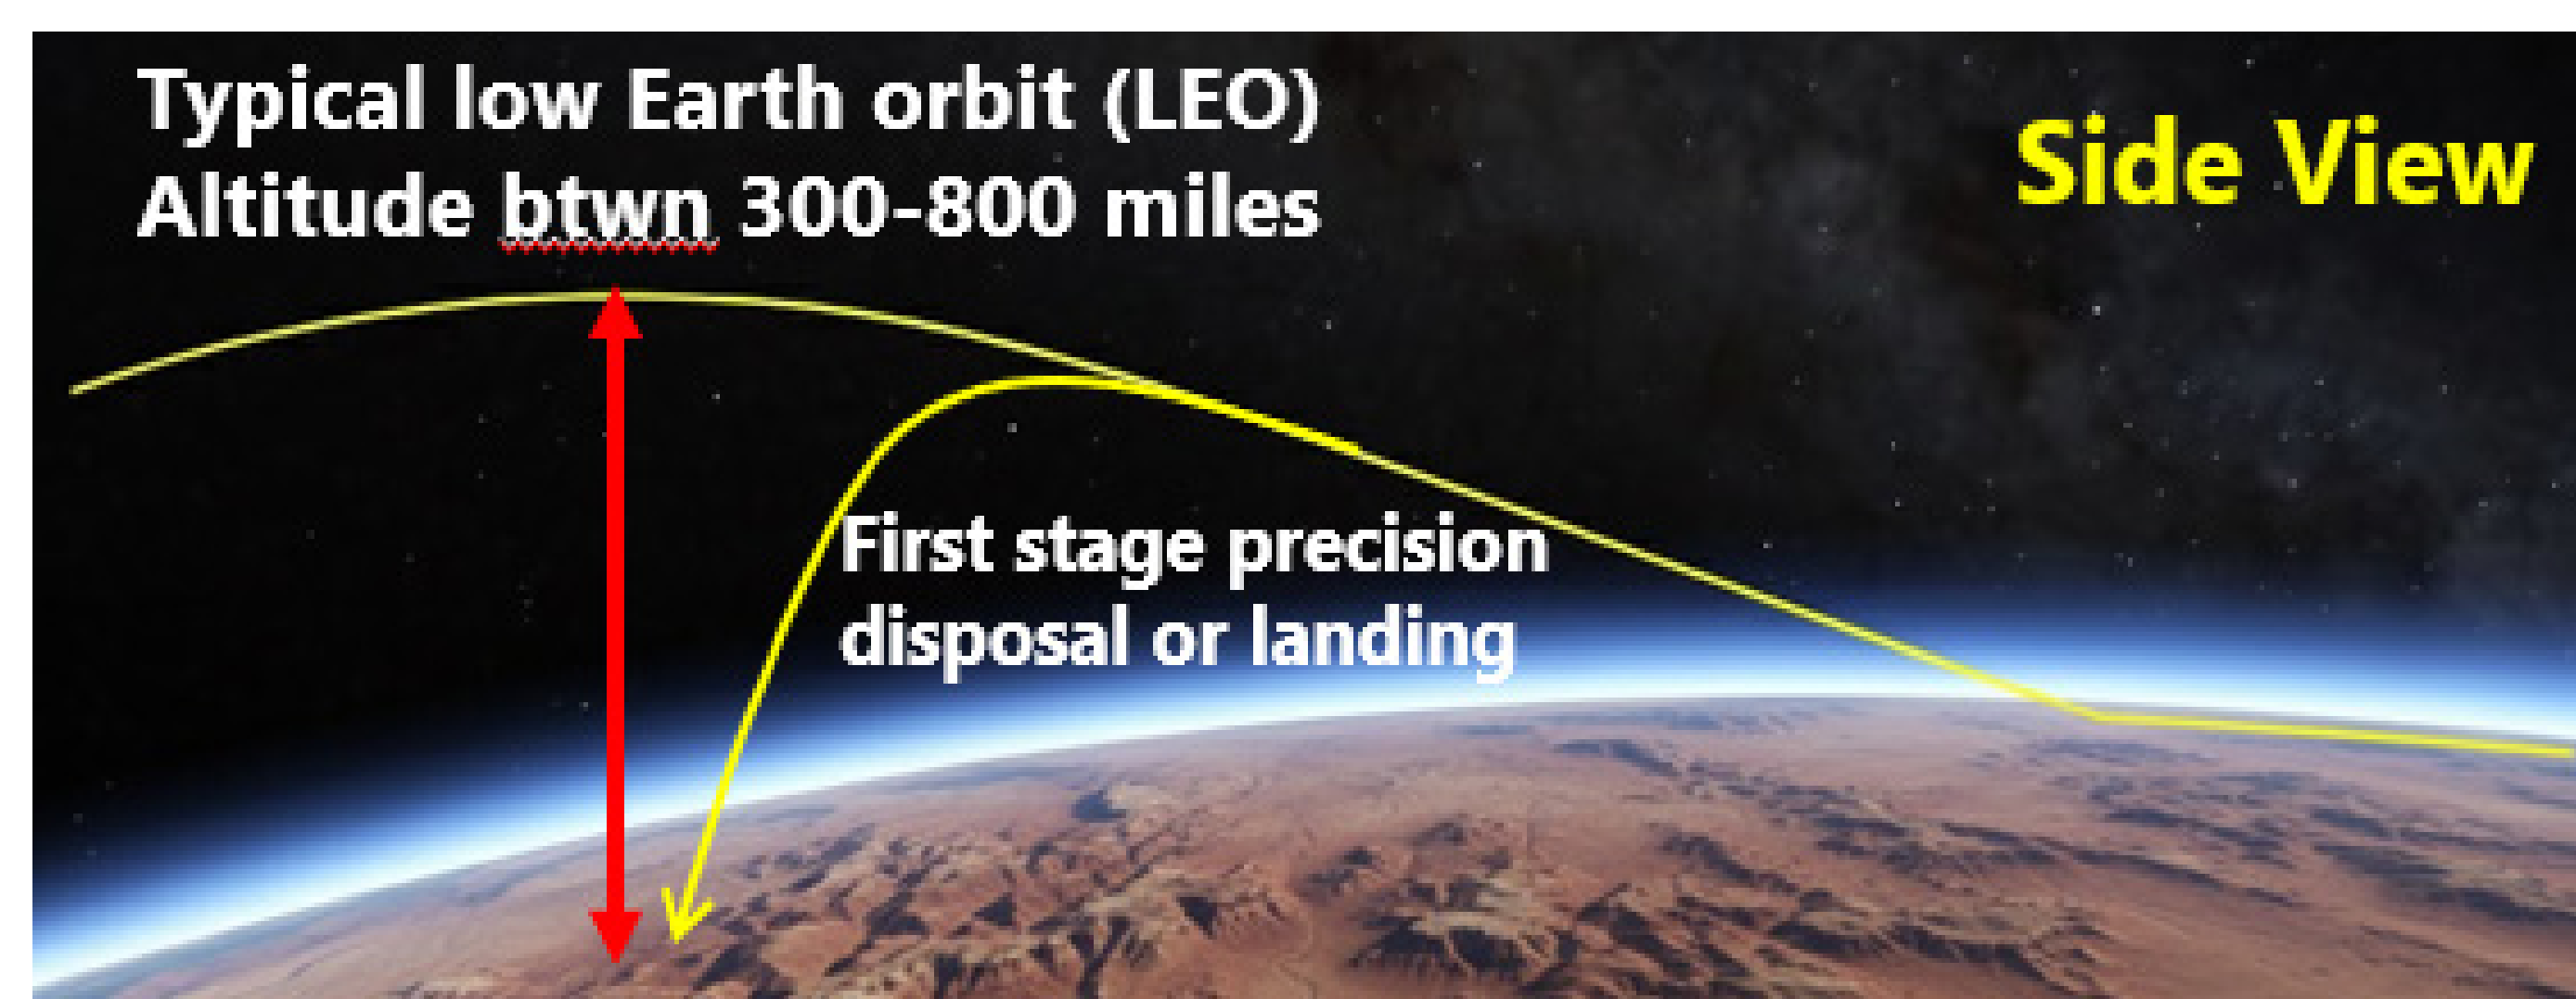 Typical low Earth orbit (LEO)
Altitude btwn 300-800 miles
Side View
First stage precision
disposal or landing